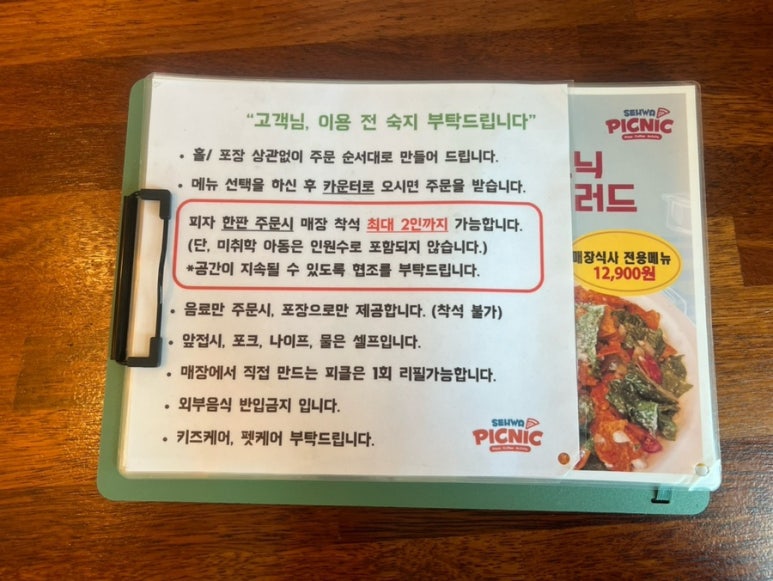 "고객님, 이용 전 숙지 부탁드립니다"
• 홀/ 포장 상관없이 주문 순서대로 만들어 드립니다.
• 메뉴 선택을 하신 후 카운터로 오시면 주문을 받습니다.
피자 한판 주문시 매장 착석 최대 2인까지 가능합니다.
(단, 미취학 아동은 인원수로 포함되지 않습니다.)
*공간이 지속될 수 있도록 협조를 부탁드립니다.
• 음료만 주문시, 포장으로만 제공합니다. (착석 불가)
• 앞접시, 포크, 나이프, 물은 셀프입니다.
• 매장에서 직접 만드는 피클은 1회 리필가능합니다.
• 외부음식 반입금지 입니다.
• 키즈케어, 펫케어 부탁드립니다.
SEHWA
PICNIC
SEHWA
PICNIC
닉
러드
매장식사 전용메뉴
12,900원